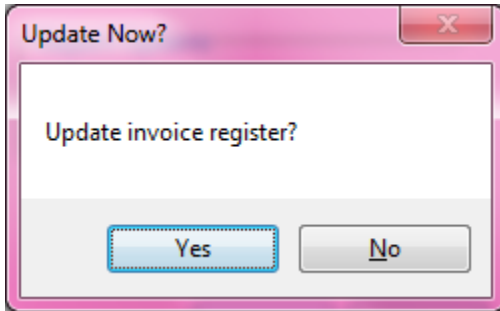 Update Now?
Update invoice register?
Yes
No